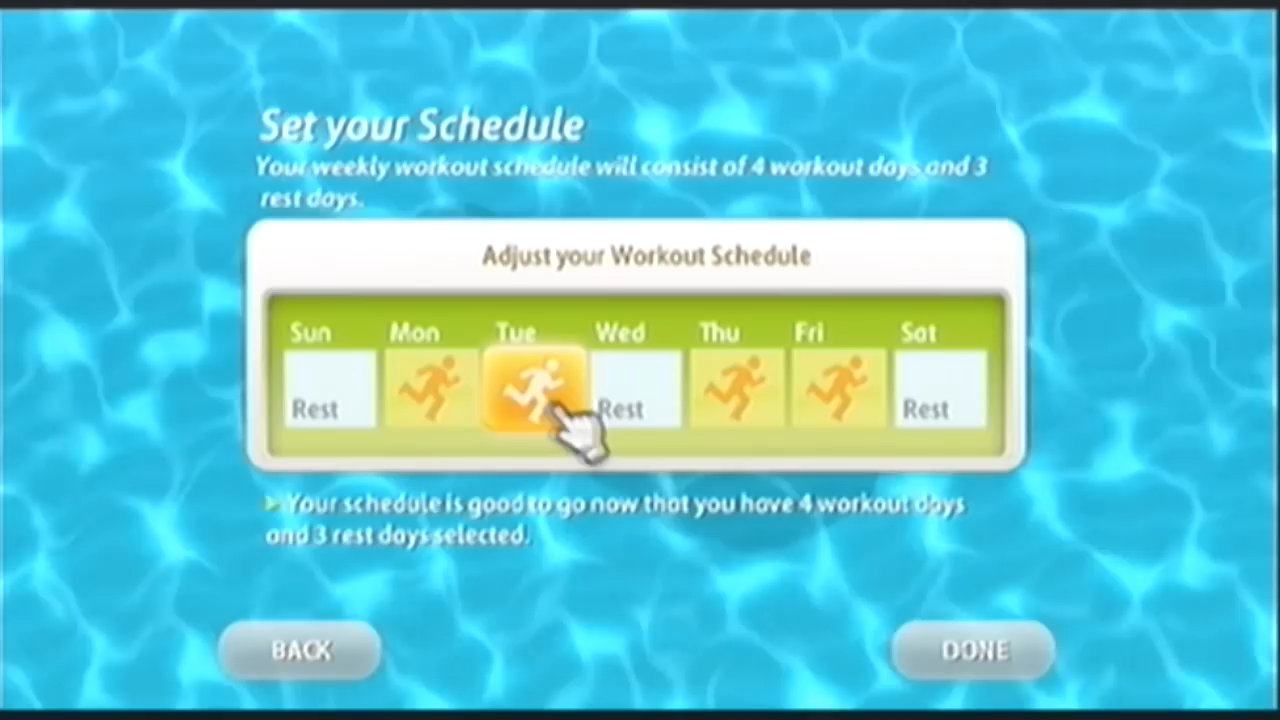 Set your Schedule
Your weekly workout schedule will consist of 4 workout days and 3
rest days.
Adjust your Workout Schedule
Sun Mon Tue Wed Thu Fri Sat
Rest Rest Rest
Your schedule is good to go now that you have 4 workout days
and 3 rest days selected.
BACK DONE